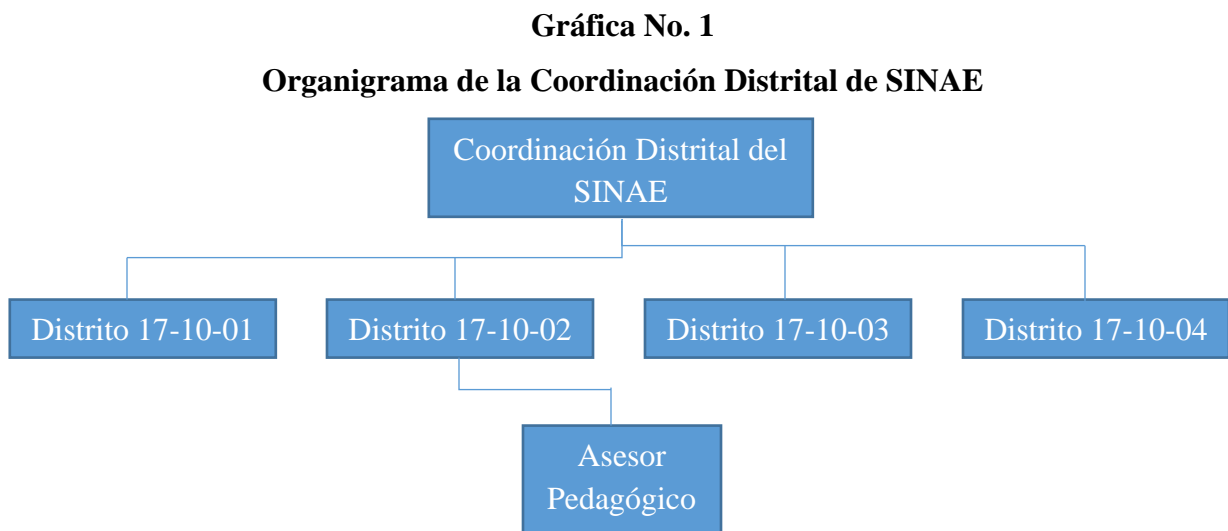 Gráfica No. 1
Organigrama de la Coordinación Distrital de SINAE
Coordinación Distrital del
SINAE
Distrito 17-10-01
Distrito 17-10-02
Distrito 17-10-03
Distrito 17-10-04
Asesor
Pedagógico